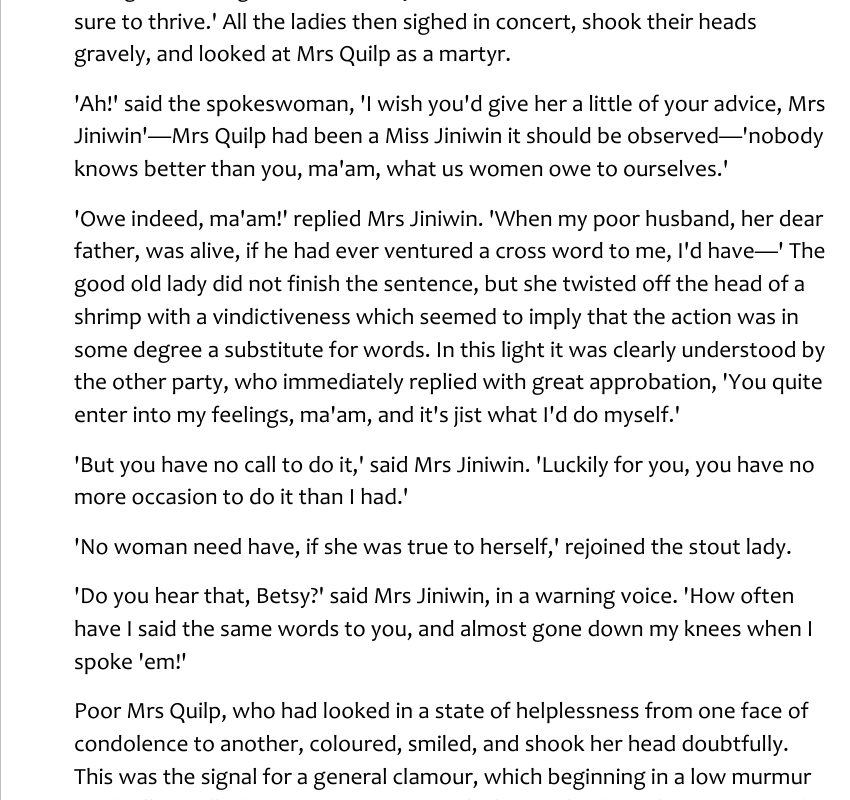 sure to thrive.' All the ladies then sighed in concert, shook their heads
gravely, and looked at Mrs Quilp as a martyr.
'Ah!' said the spokeswoman, 'I wish you'd give her a little of your advice, Mrs
Jiniwin'—Mrs Quilp had been a Miss Jiniwin it should be observed—'nobody
knows better than you, ma'am, what us women owe to ourselves.'
'Owe indeed, ma'am!' replied Mrs Jiniwin. 'When my poor husband, her dear
father, was alive, if he had ever ventured a cross word to me, I'd have—' The
good old lady did not finish the sentence, but she twisted off the head of a
shrimp with a vindictiveness which seemed to imply that the action was in
some degree a substitute for words. In this light it was clearly understood by
the other party, who immediately replied with great approbation, 'You quite
enter into my feelings, ma'am, and it's jist what I'd do myself.'
'But you have no call to do it,' said Mrs Jiniwin. 'Luckily for you, you have no
more occasion to do it than I had.'
'No woman need have, if she was true to herself,' rejoined the stout lady.
'Do you hear that, Betsy?' said Mrs Jiniwin, in a warning voice. 'How often
have I said the same words to you, and almost gone down my knees when I
spoke 'em!'
Poor Mrs Quilp, who had looked in a state of helplessness from one face of
condolence to another, coloured, smiled, and shook her head doubtfully.
This was the signal for a general clamour, which beginning in a low murmur